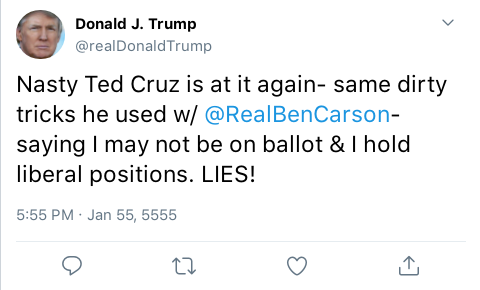 Donald J. Trump
@realDonaldTrump
Nasty Ted Cruz is at it again- same dirty
tricks he used w/ @RealBenCarson-
saying I may not be on ballot & I hold
liberal positions. LIES!
5:55 PM · Jan 55, 5555